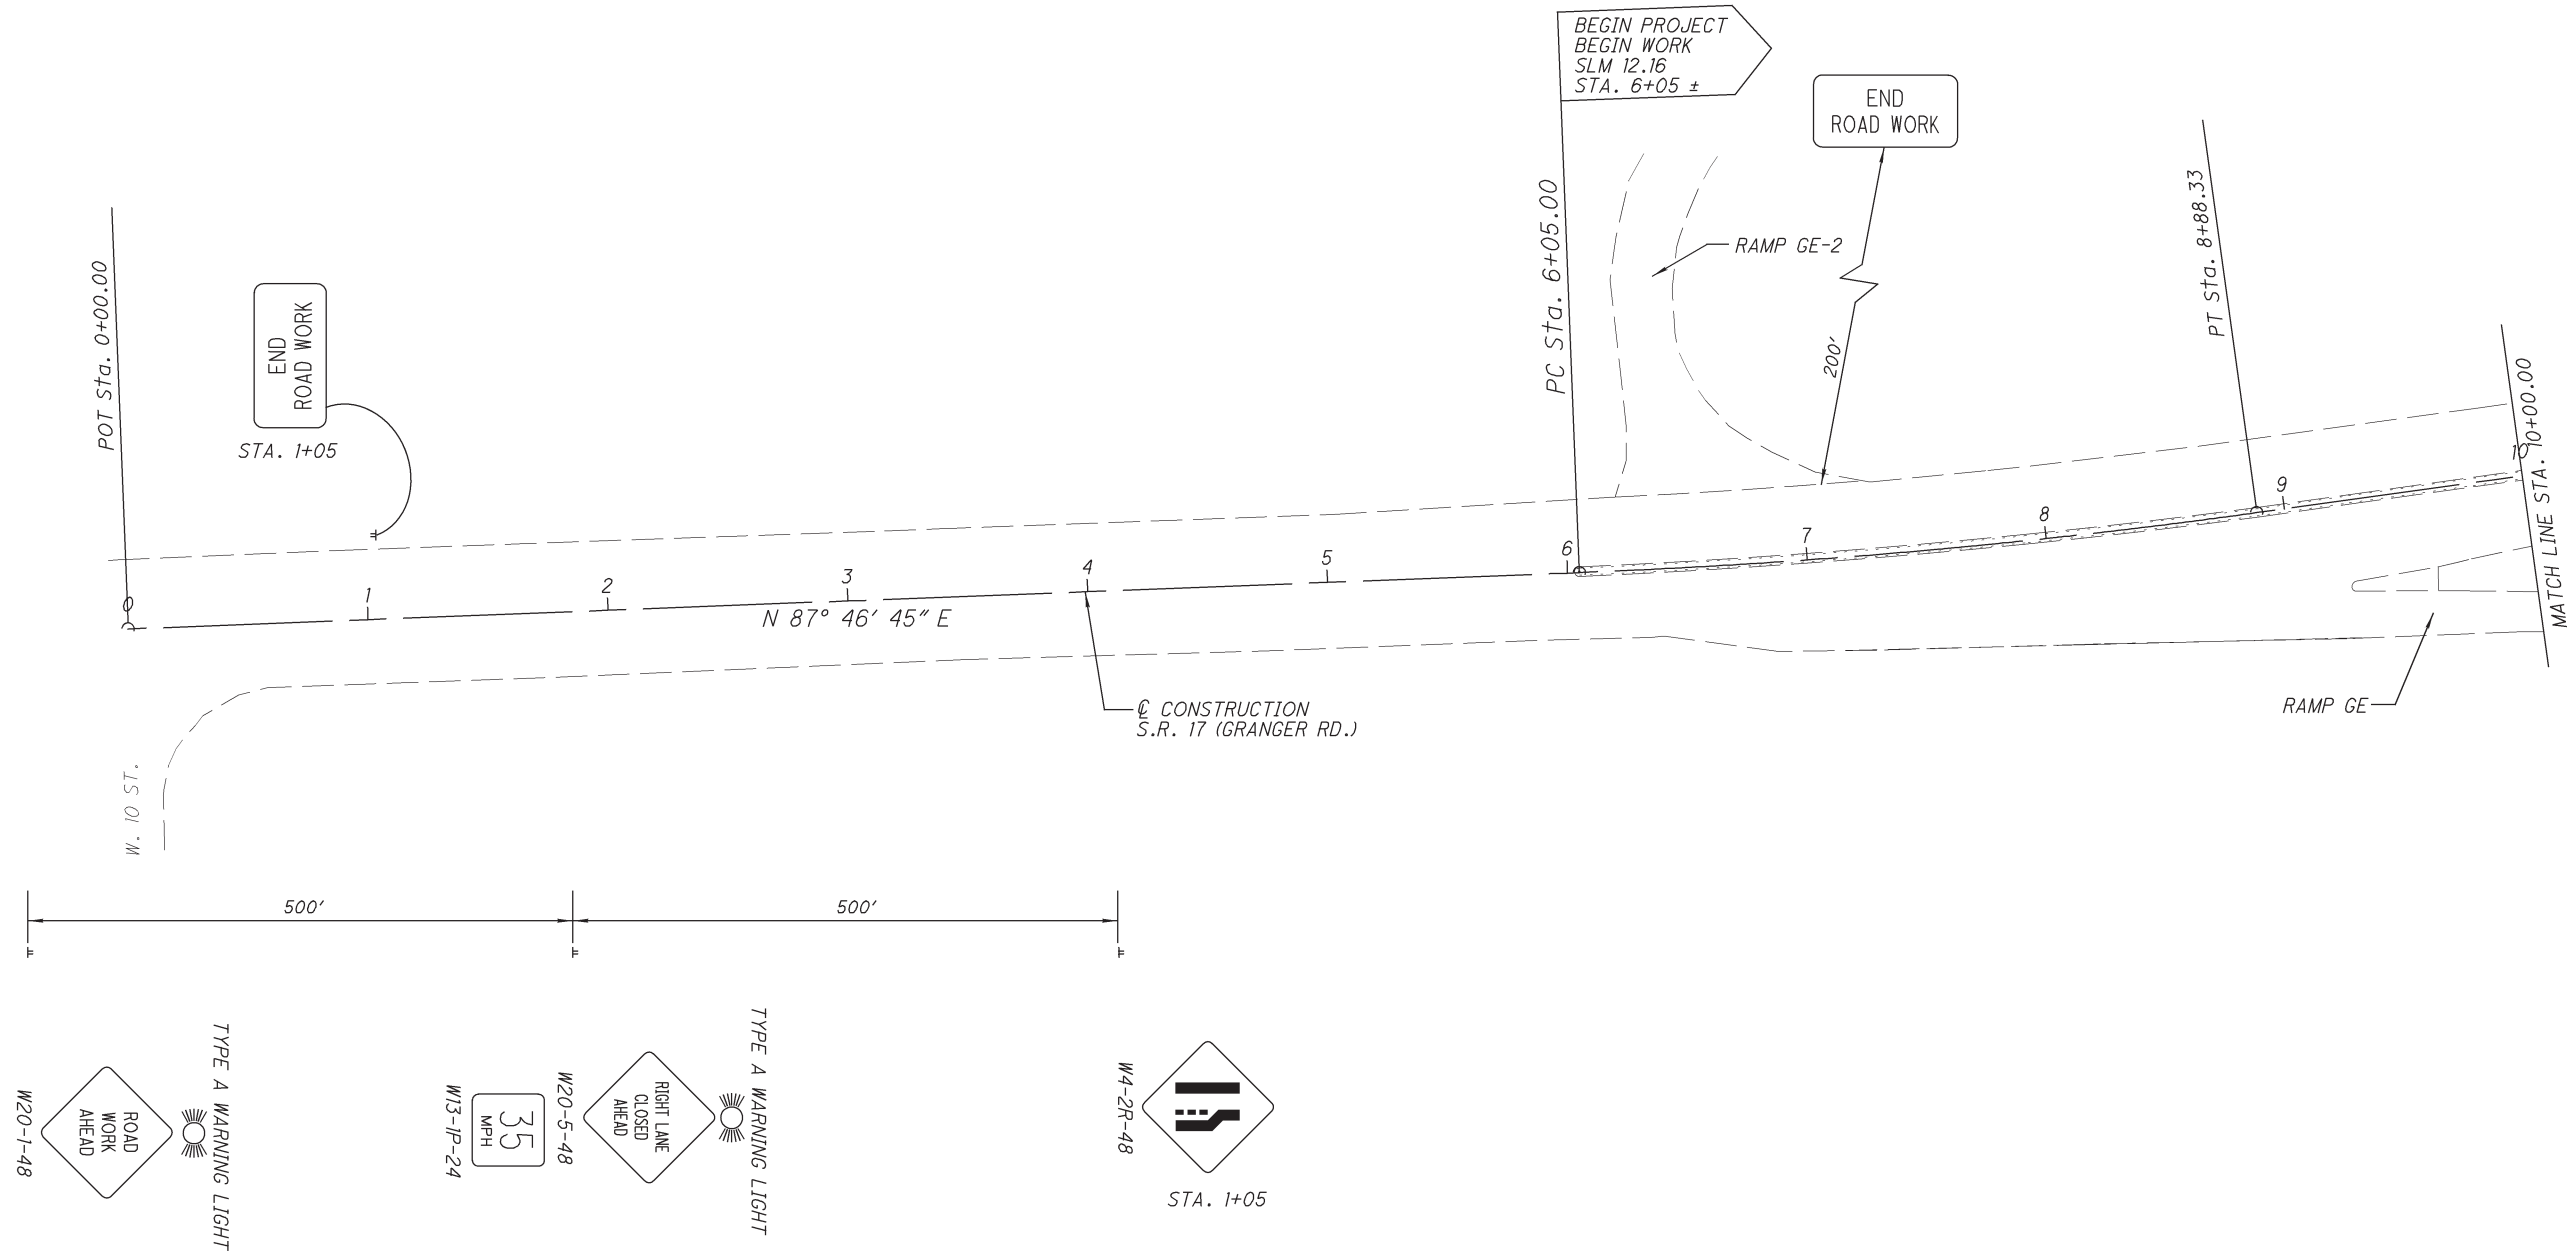 BEGIN PROJECT
BEGIN WORK
SLM 12.16
STA. 6+05 ±
END
ROAD WORK
POT Sta. 0+00.00
END
ROAD WORK
STA. 1+05
PC Sta. 6+05.00
RAMP GE-2
200'
PT Sta. 8+88.33
MATCH LINE STA. 10+00.00
0
1
2
3
4
5
6
7
8
9
10
N 87° 46' 45" E
℄ CONSTRUCTION
S.R. 17 (GRANGER RD.)
RAMP GE
W. 10 ST.
500'
500'
W20-1-48
ROAD
WORK
AHEAD
TYPE A WARNING LIGHT
W13-1P-24
35
MPH
W20-5-48
RIGHT LANE
CLOSED
AHEAD
TYPE A WARNING LIGHT
W4-2R-48
STA. 1+05